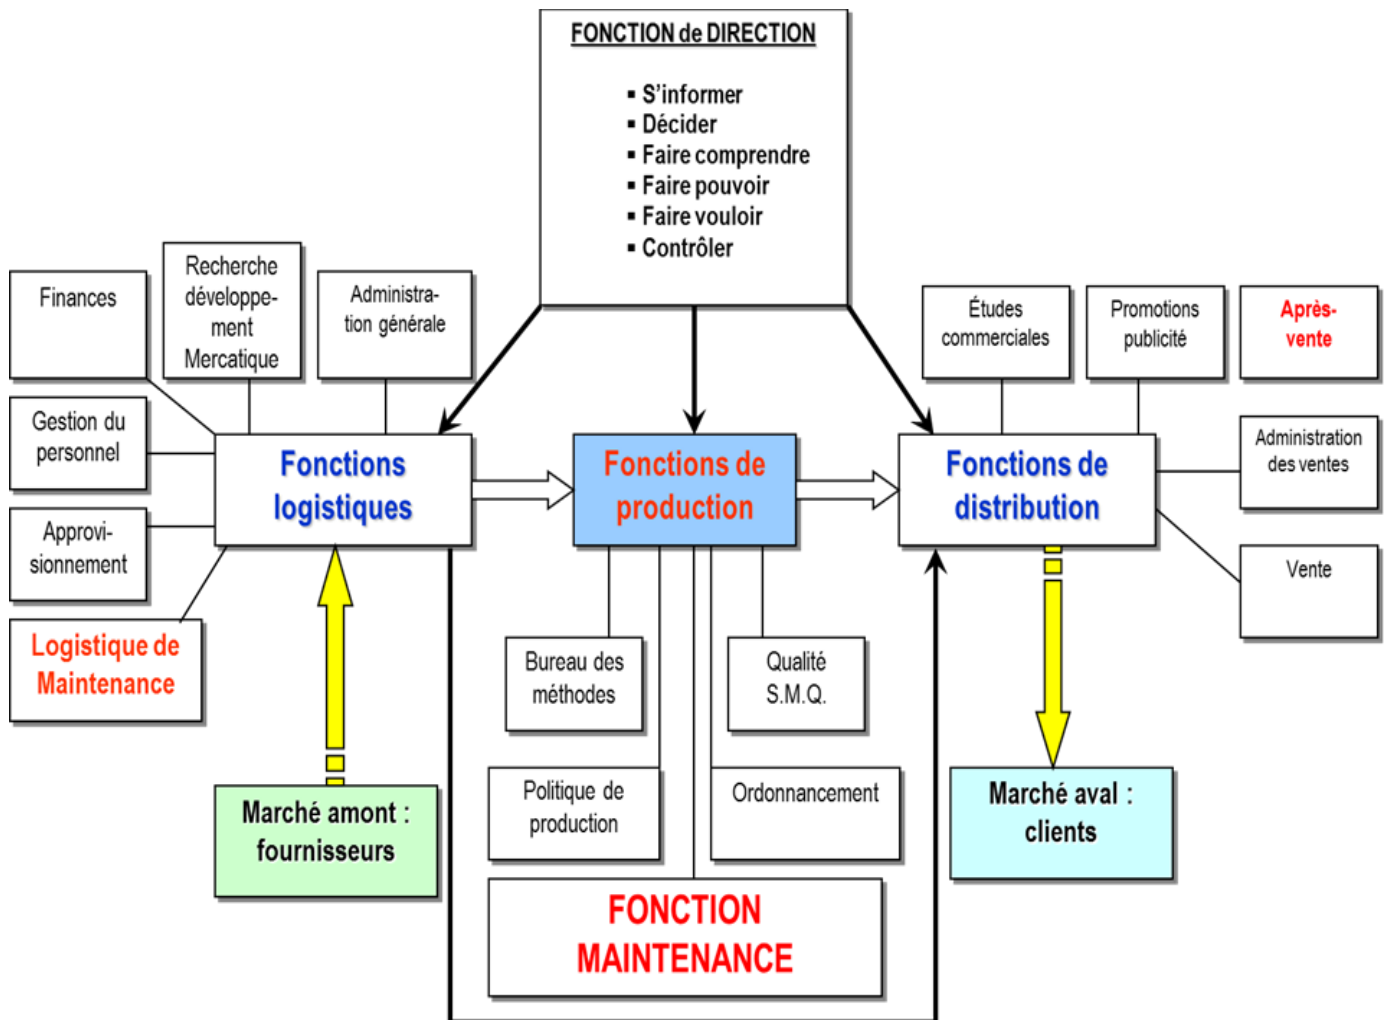 FONCTION de DIRECTION
▪ S'informer
▪ Décider
▪ Faire comprendre
▪ Faire pouvoir
▪ Faire vouloir
▪ Contrôler
Finances
Recherche
développe-
ment
Mercatique
Administra-
tion générale
Études
commerciales
Promotions
publicité
Après-
vente
Gestion du
personnel
Fonctions
logistiques
Fonctions de
production
Fonctions de
distribution
Administration
des ventes
Approvi-
sionnement
Vente
Logistique de
Maintenance
Bureau des
méthodes
Qualité
S.M.Q.
Politique de
production
Ordonnancement
Marché amont :
fournisseurs
Marché aval :
clients
FONCTION
MAINTENANCE